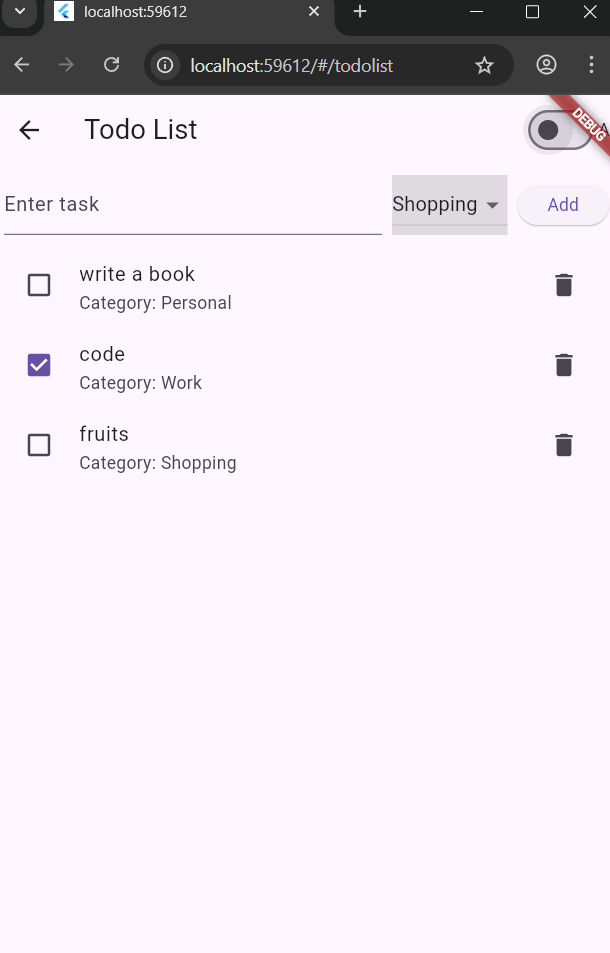 localhost:59612
localhost:59612/#/todolist
Todo List
DEBUG
Enter task
Shopping
Add
write a book
Category: Personal
code
Category: Work
fruits
Category: Shopping